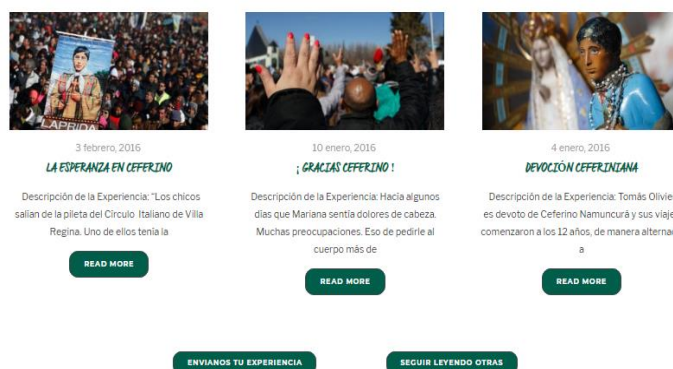 LAPRIDA
3 febrero, 2016
LA ESPERANZA EN CEFERINO
Descripción de la Experiencia: "Los chicos
salían de la pileta del Círculo Italiano de Villa
Regina. Uno de ellos tenía la
READ MORE
10 enero, 2016
¡ GRACIAS CEFERINO !
Descripción de la Experiencia: Hacía algunos
días que Mariana sentía dolores de cabeza.
Muchas preocupaciones. Eso de pedirle al
cuerpo más de
READ MORE
4 enero, 2016
DEVOCIÓN CEFERINIANA
Descripción de la Experiencia: Tomás Olivie
es devoto de Ceferino Namuncurá y sus viaje
comenzaron a los 12 años, de manera alternad
a
READ MORE
ENVIANOS TU EXPERIENCIA
SEGUIR LEYENDO OTRAS